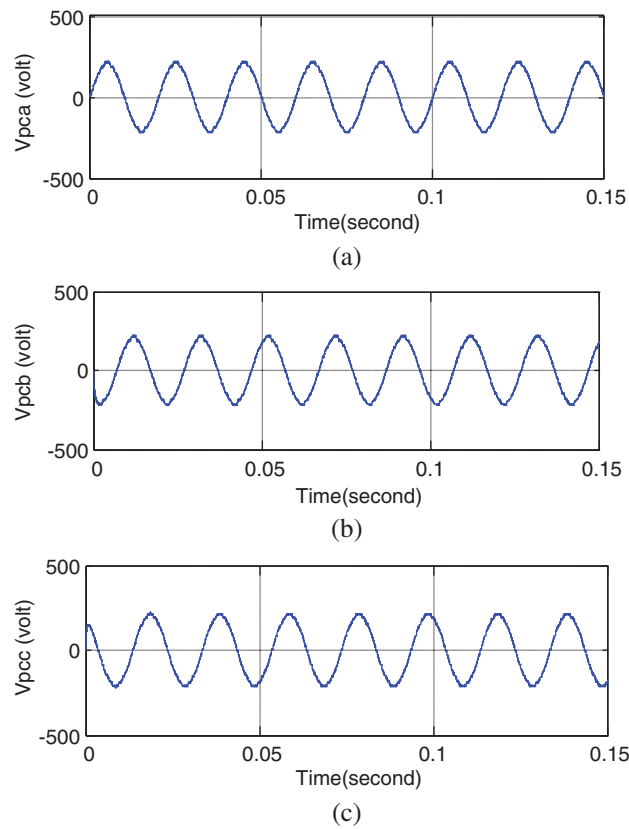 500
Vpca (volt)
0
-500
0 0.05 0.1 0.15
Time(second)
(a)
500
Vpcb (volt)
0
-500
0 0.05 0.1 0.15
Time(second)
(b)
500
Vpcc (volt)
0
-500
0 0.05 0.1 0.15
Time(second)
(c)